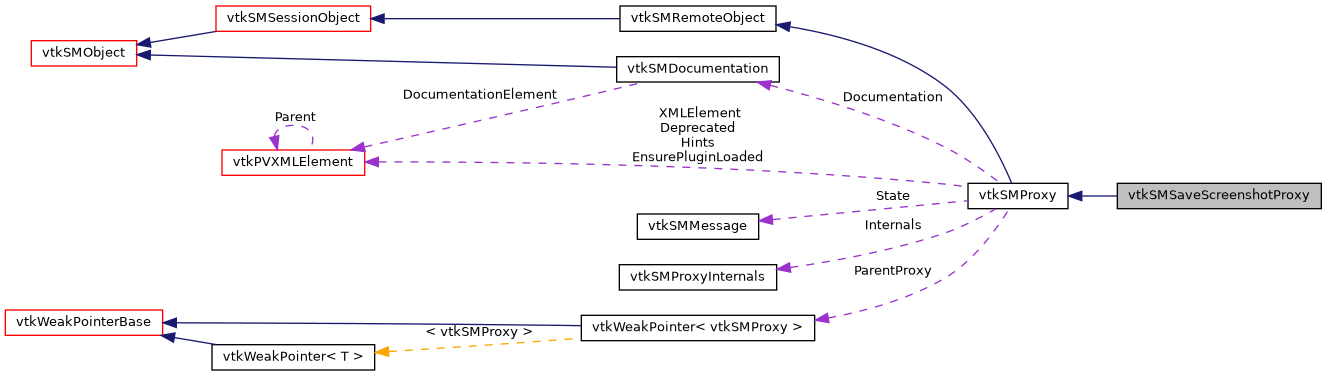 vtkSMSessionObject
vtkSMRemoteObject
vtkSMObject
vtkSMDocumentation
DocumentationElement
Documentation
Parent
XMLElement
Deprecated
Hints
EnsurePluginLoaded
vtkPVXMLElement
vtkSMProxy
vtkSMSaveScreenshotProxy
State
vtkSMMessage
Internals
vtkSMProxyInternals
ParentProxy
vtkWeakPointerBase
< vtkSMProxy >
vtkWeakPointer< vtkSMProxy >
vtkWeakPointer< T >